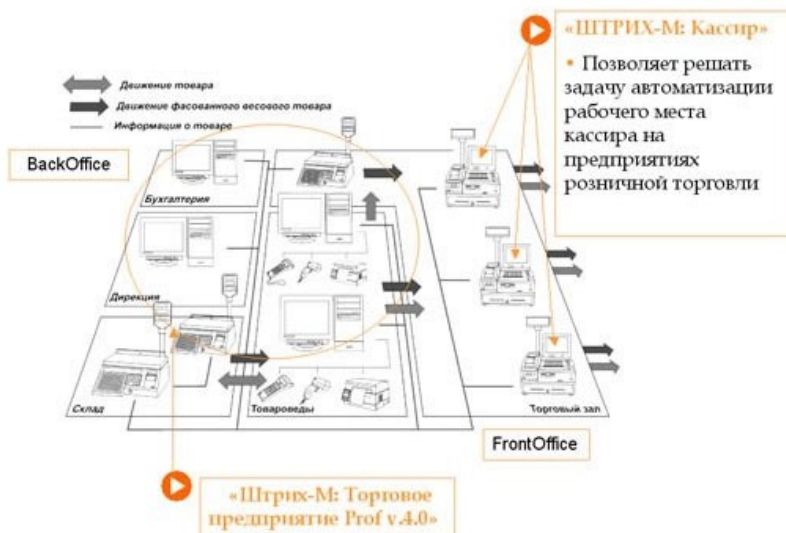 «ШТРИХ-М: Кассир»
• Позволяет решать
задачу автоматизации
рабочего места
кассира на
предприятиях
розничной торговли
Движение товара
Движение фасованного весового товара
Информация о товаре
BackOffice
Бухгалтерия
Дирекция
Склад
Товароведы
Торговый зал
FrontOffice
«Штрих-М: Торговое
предприятие Prof v.4.0»